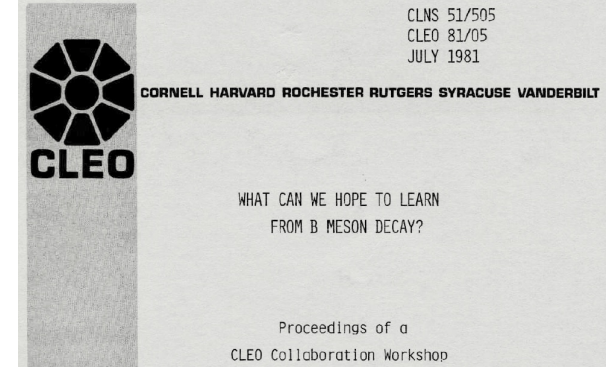 CLNS 51/505
CLEO 81/05
JULY 1981
CORNELL HARVARD ROCHESTER RUTGERS SYRACUSE VANDERBILT
CLEO
WHAT CAN WE HOPE TO LEARN
FROM B MESON DECAY?
Proceedings of a
CLEO Collaboration Workshop